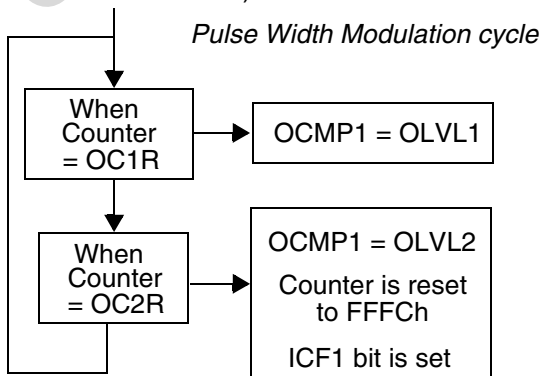 Pulse Width Modulation cycle
When
Counter
= OC1R
OCMP1 = OLVL1
When
Counter
= OC2R
OCMP1 = OLVL2
Counter is reset
to FFFCh
ICF1 bit is set